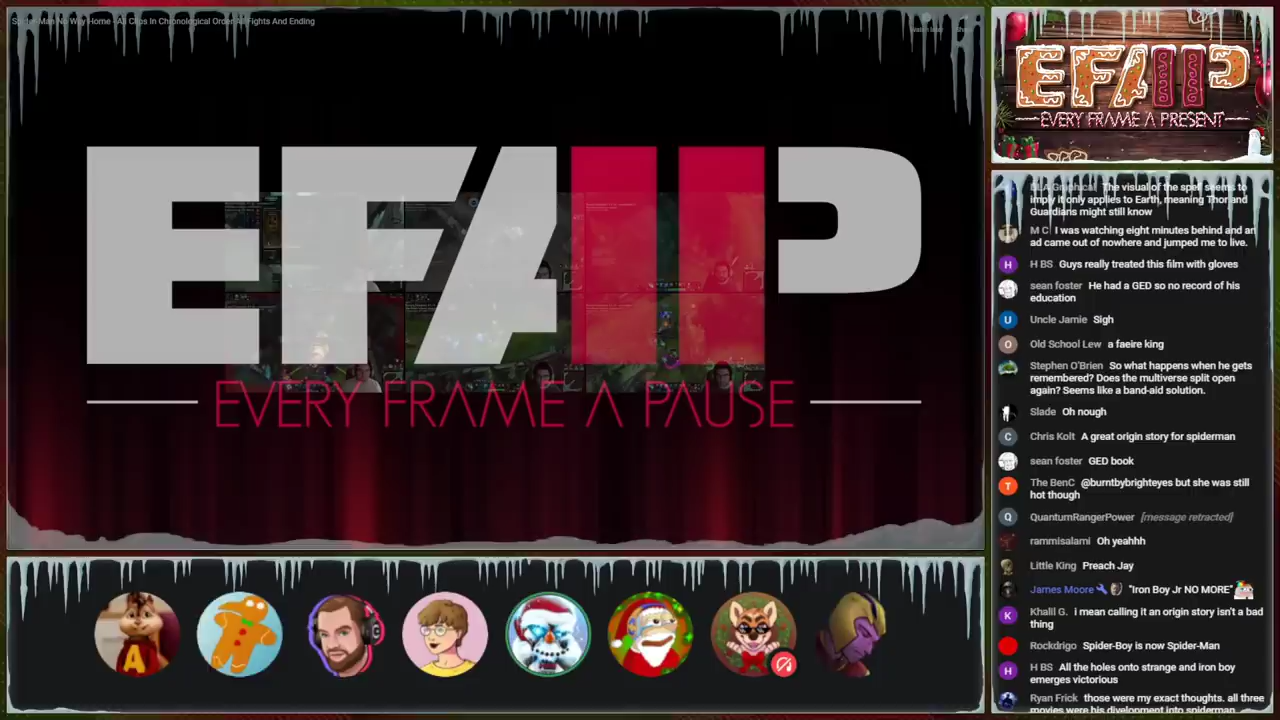 Spider-Man No Way Home - All Clips In Chronological Order All Fights And Ending
EFAP
EVERY FRAME A PAUSE
EFAP
EVERY FRAME A PRESENT
The visual of the spell seems to
imply it only applies to Earth, meaning Thor and
Guardians might still know
M C I was watching eight minutes behind and an
ad came out of nowhere and jumped me to live.
H BS Guys really treated this film with gloves
sean foster He had a GED so no record of his
education
Uncle Jamie Sigh
Old School Lew a faeire king
Stephen O'Brien So what happens when he gets
remembered? Does the multiverse split open
again? Seems like a band-aid solution.
Slade Oh nough
Chris Kolt A great origin story for spiderman
sean foster GED book
The BenC @burntbybrighteyes but she was still
hot though
QuantumRangerPower [message retracted]
rammisalami Oh yeahhh
Little King Preach Jay
James Moore "Iron Boy Jr NO MORE"
Khalil G. i mean calling it an origin story isn't a bad
thing
Rockdrigo Spider-Boy is now Spider-Man
H BS All the holes onto strange and iron boy
emerges victorious
Ryan Frick those were my exact thoughts. all three
movies were his divelopment into spiderman